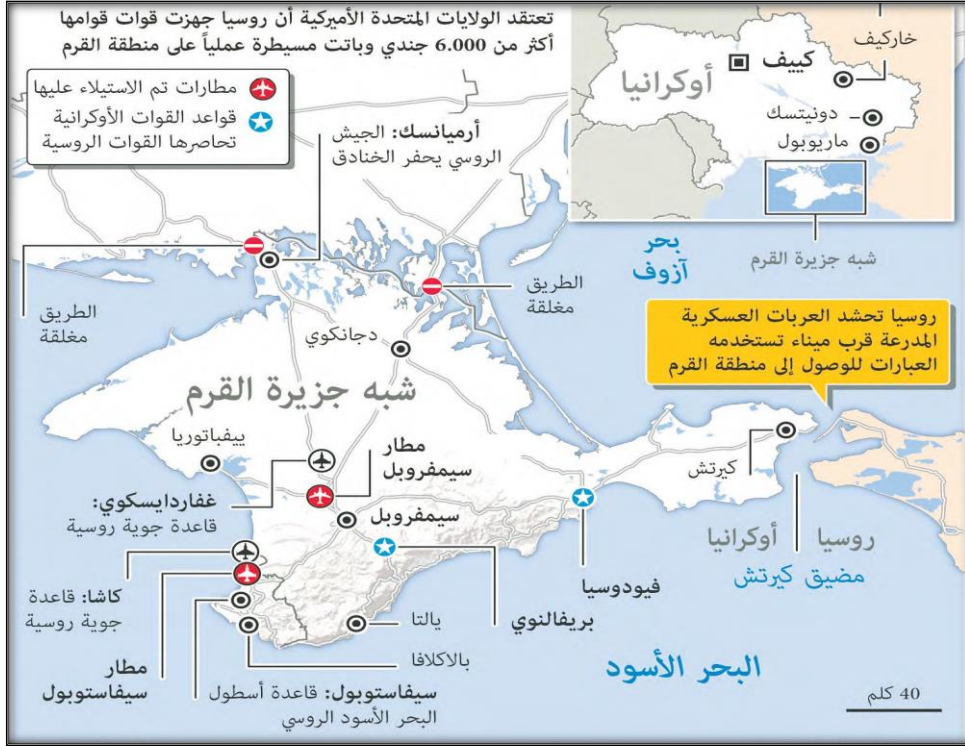 تعتقد الولايات المتحدة الأميركية أن روسيا جهزت قوات قوامها
أكثر من 6.000 جندي وباتت مسيطرة عملياً على منطقة القرم
مطارات تم الاستيلاء عليها
قواعد القوات الأوكرانية
تحاصرها القوات الروسية
خاركيف
كييف
أوكرانيا
دونيتسك
ماريوبول
شبه جزيرة القرم
أرميانسك: الجيش
الروسي يحفر الخنادق
بحر
آزوف
الطريق
مغلقة
الطريق
مغلقة
روسيا تحشد العربات العسكرية
المدرعة قرب ميناء تستخدمه
العبارات للوصول إلى منطقة القرم
دجانكوي
شبه جزيرة القرم
ييفباتوريا
مطار
سيمفروبل
كيرتش
غفاردايسكوي:
قاعدة جوية روسية
سيمفروبل
روسيا
أوكرانيا
مضيق كيرتش
كاشا: قاعدة
جوية روسية
فيودوسيا
بريفالنوي
يالتا
بالاكلافا
مطار
سيفاستوبول
سيفاستوبول: قاعدة أسطول
البحر الأسود الروسي
البحر الأسود
40 كلم